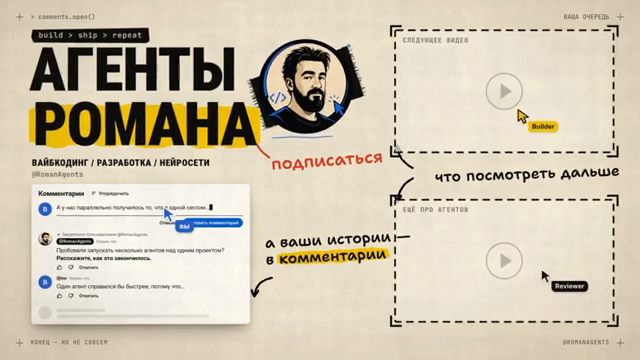 > comments.open()
ВАША ОЧЕРЕДЬ
build > ship > repeat
АГЕНТЫ
РОМАНА
</>
ВАЙБКОДИНГ / РАЗРАБОТКА / НЕЙРОСЕТИ
@RomanAgents
подписаться
СЛЕДУЮЩЕЕ ВИДЕО
Builder
что посмотреть дальше
ЕЩЁ ПРО АГЕНТОВ
Reviewer
а ваши истории
в комментарии
Комментарии
Упорядочить
В
А у нас параллельно получилось то, что в одной сессии...
вить комментарий
вы
@RomanAgents
Пробовали запускать несколько агентов над одним проектом?
Расскажите, как это закончилось.
Ответить
В
@вы
Один агент справился бы быстрее, потому что...
Ответить
КОНЕЦ — НО НЕ СОВСЕМ
@ROMANAGENTS